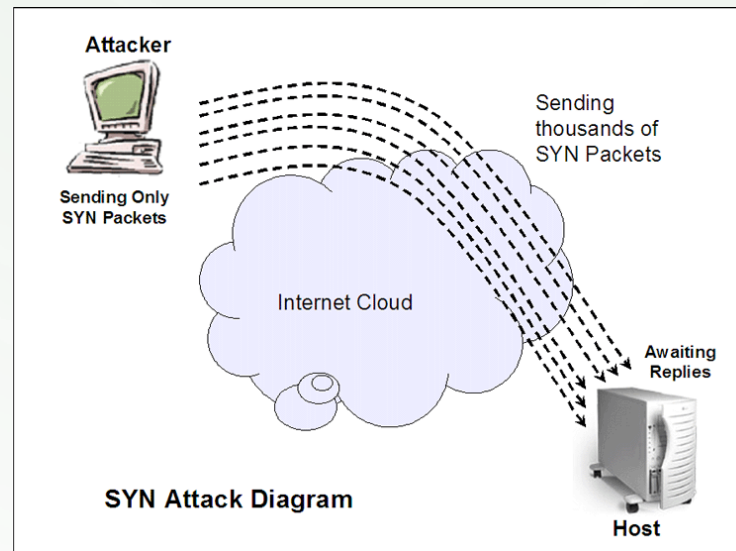 Attacker
Sending
thousands of
SYN Packets
Sending Only
SYN Packets
Internet Cloud
Awaiting
Replies
SYN Attack Diagram
Host